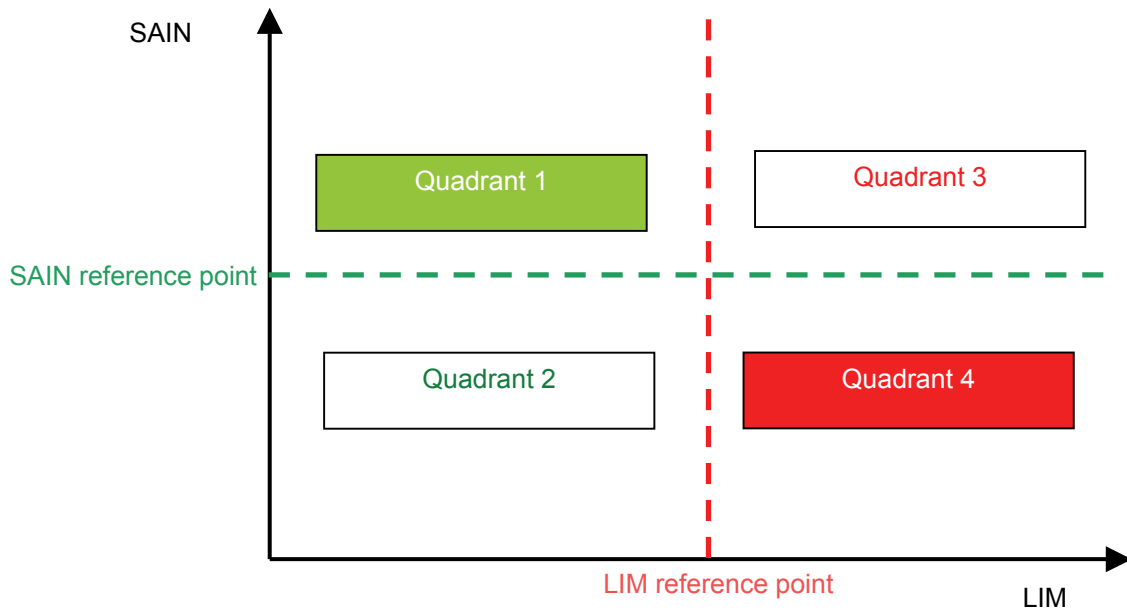 SAIN
Quadrant 1
Quadrant 3
SAIN reference point
Quadrant 2
Quadrant 4
LIM reference point
LIM